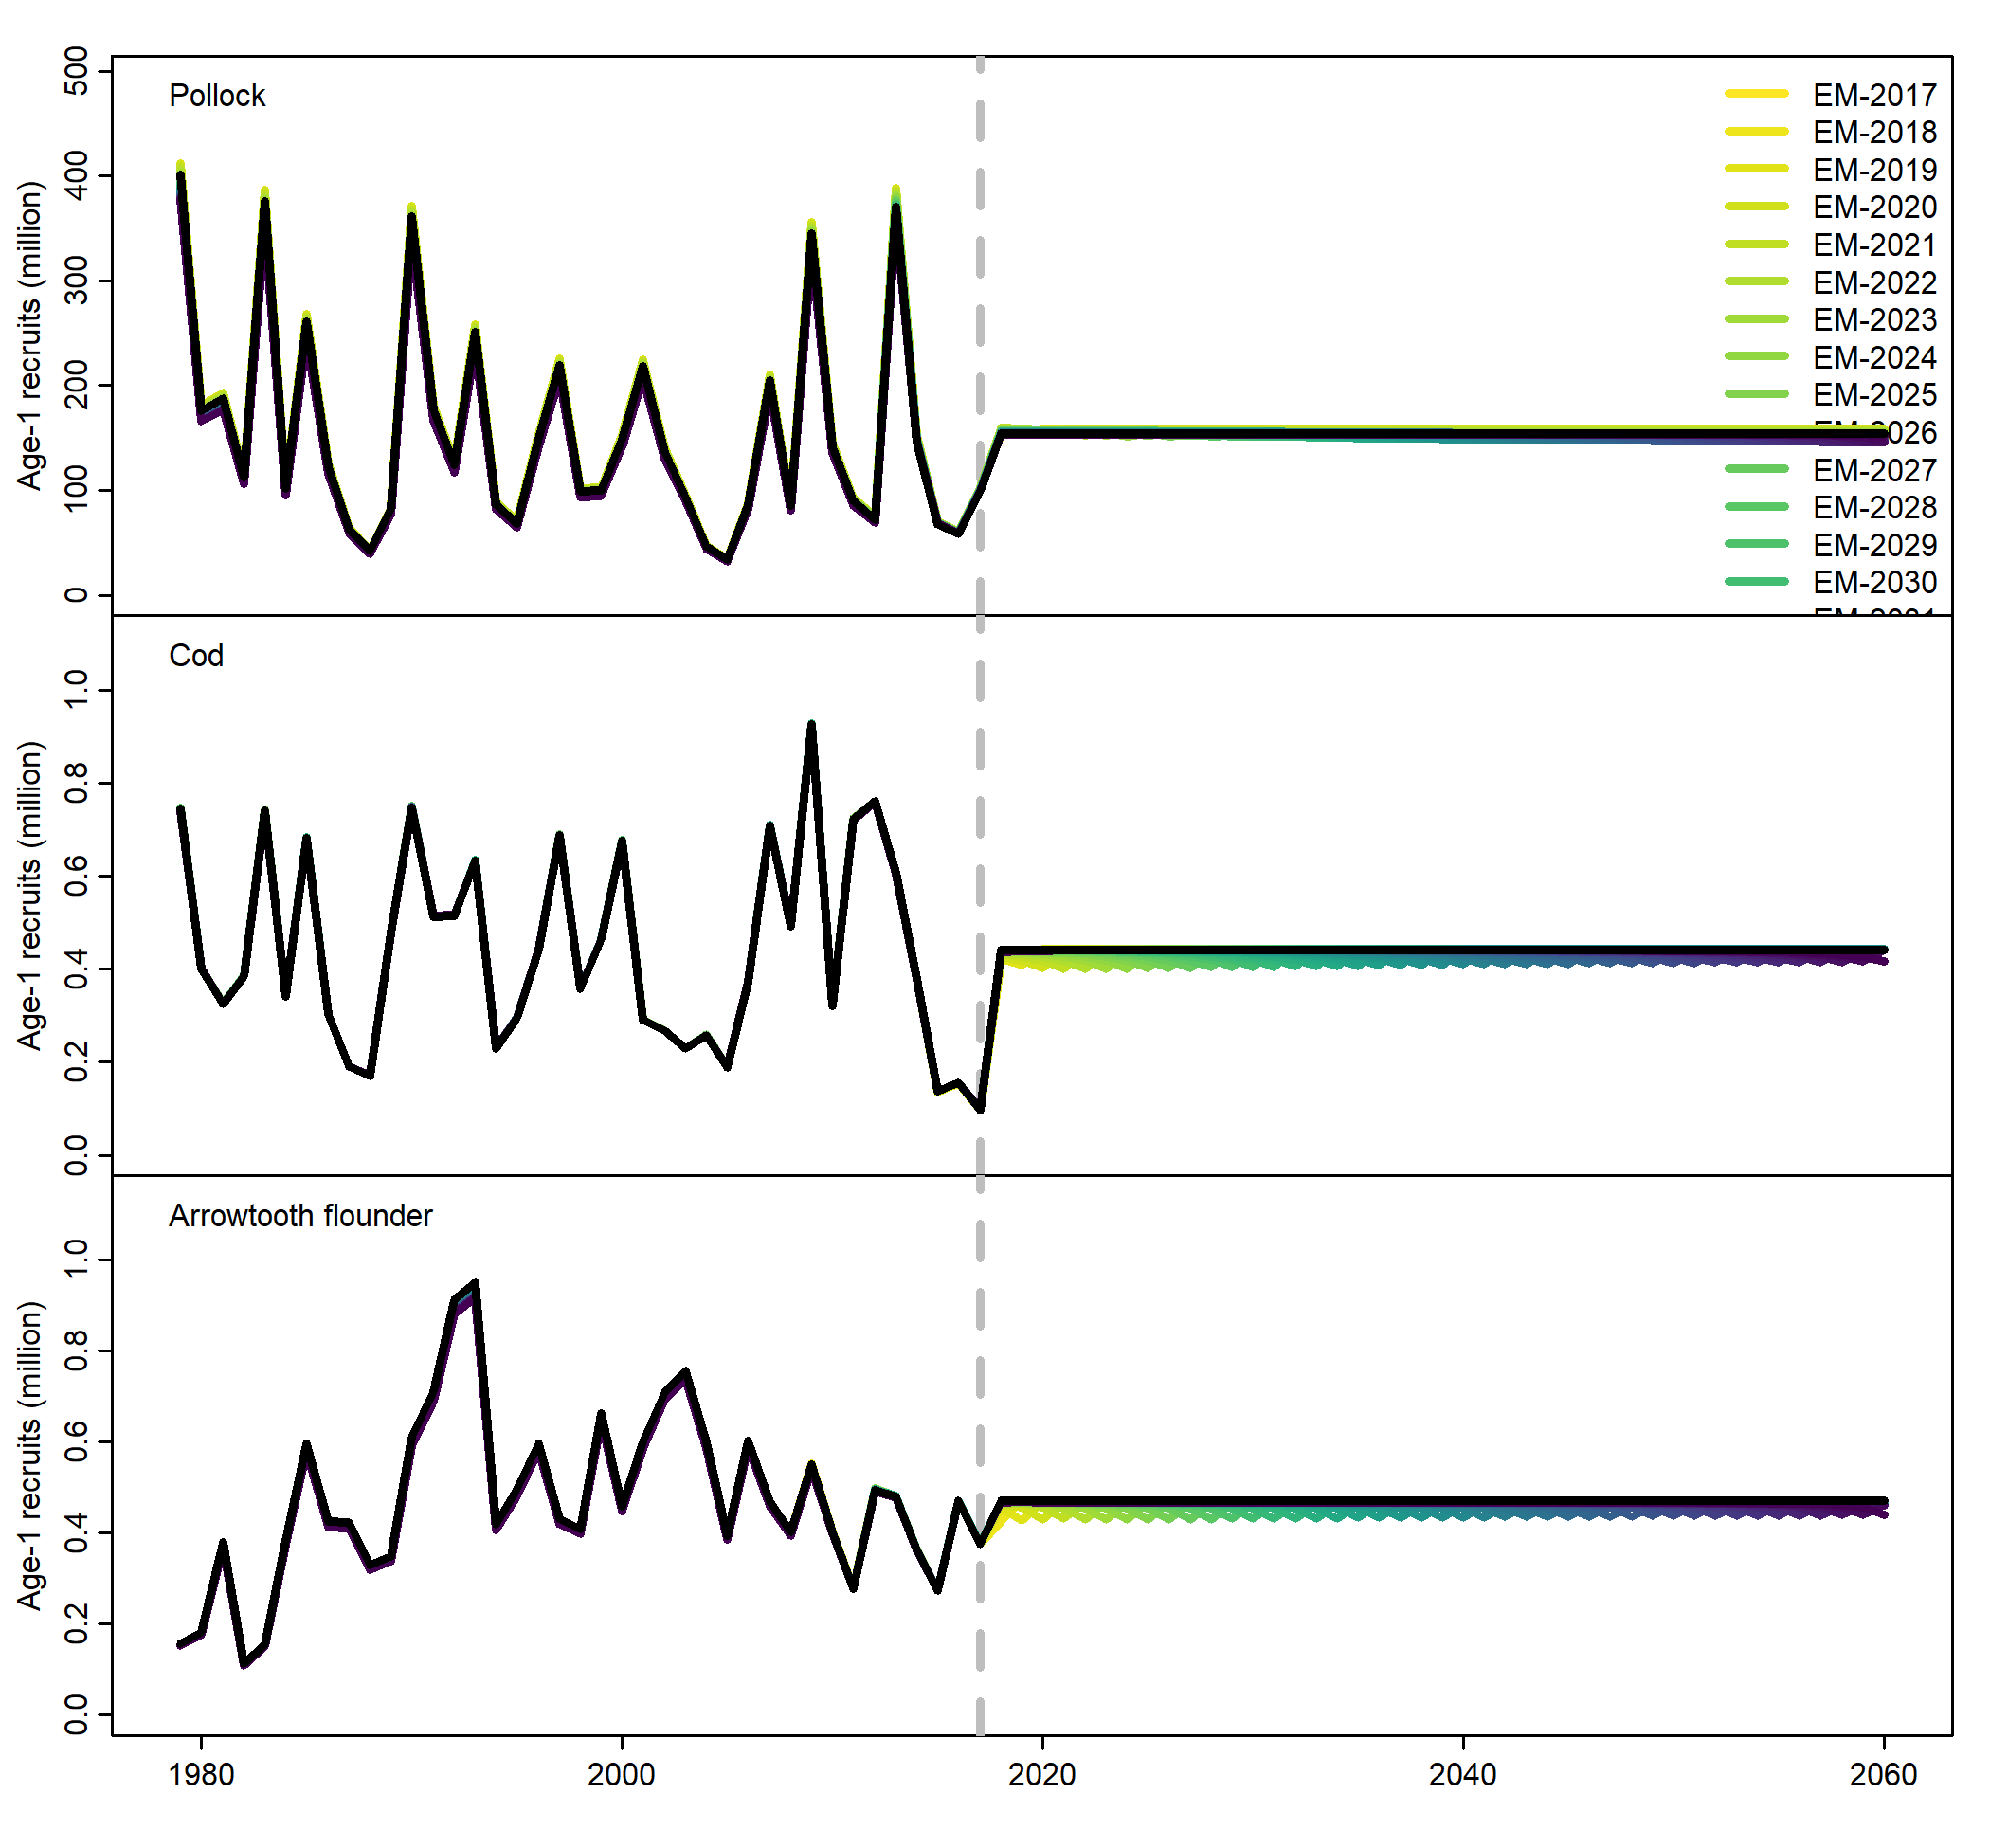 Pollock
Age-1 recruits (million)
500
400
300
200
100
0
EM-2017
EM-2018
EM-2019
EM-2020
EM-2021
EM-2022
EM-2023
EM-2024
EM-2025
EM-2026
EM-2027
EM-2028
EM-2029
EM-2030
Cod
Age-1 recruits (million)
1.0
0.8
0.6
0.4
0.2
0.0
Arrowtooth flounder
Age-1 recruits (million)
1.0
0.8
0.6
0.4
0.2
0.0
1980
2000
2020
2040
2060